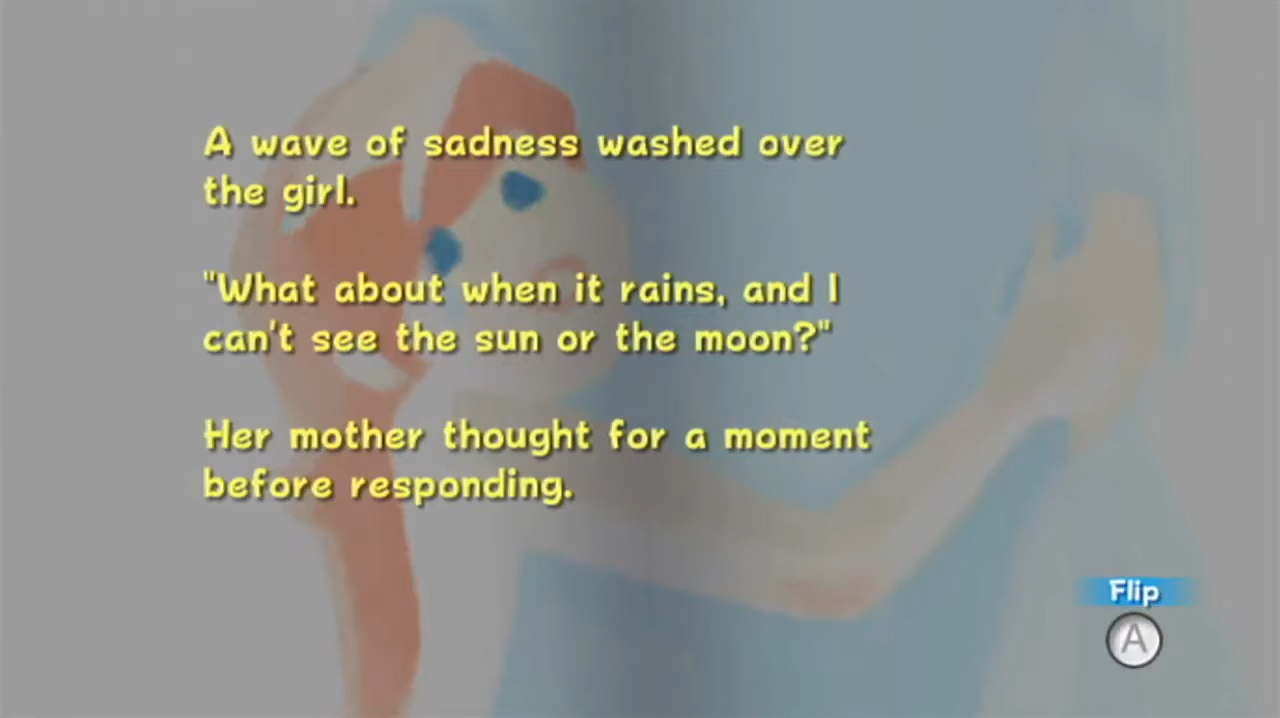 A wave of sadness washed over
the girl.
"What about when it rains, and I
can't see the sun or the moon?"
Her mother thought for a moment
before responding.
Flip
A